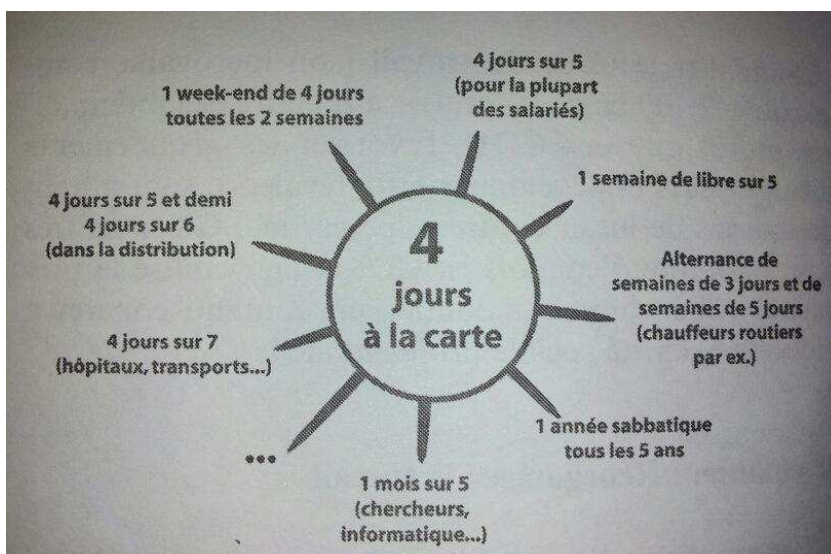 4
jours
à la carte
4 jours sur 5
(pour la plupart
des salariés)
1 semaine de libre sur 5
Alternance de
semaines de 3 jours et de
semaines de 5 jours
(chauffeurs routiers
par ex.)
1 année sabbatique
tous les 5 ans
1 mois sur 5
(chercheurs,
informatique...)
...
4 jours sur 7
(hôpitaux, transports...)
4 jours sur 5 et demi
4 jours sur 6
(dans la distribution)
1 week-end de 4 jours
toutes les 2 semaines